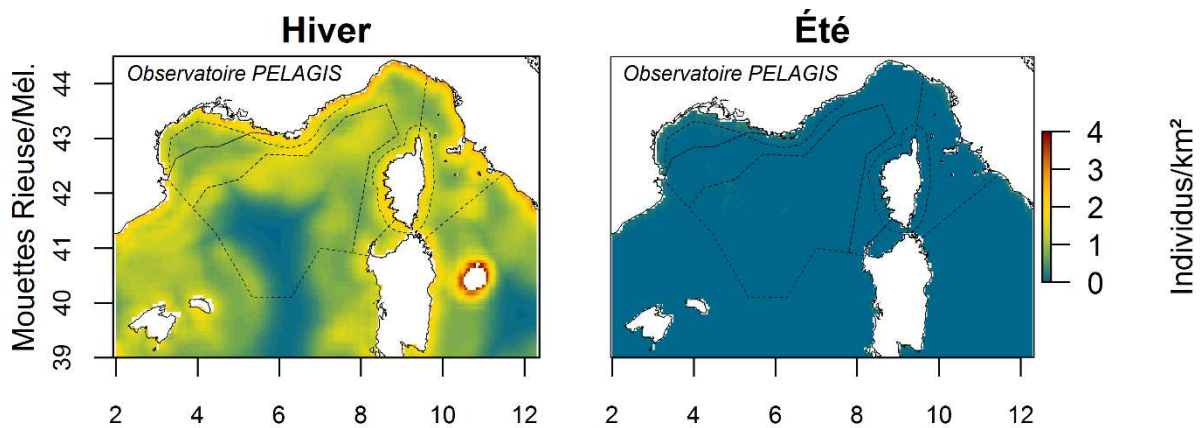 Hiver
Été
Observatoire PELAGIS
Observatoire PELAGIS
Mouettes Rieuse/Mél.
44
43
42
41
40
39
2 4 6 8 10 12
2 4 6 8 10 12
4
3
2
1
0
Individus/km²